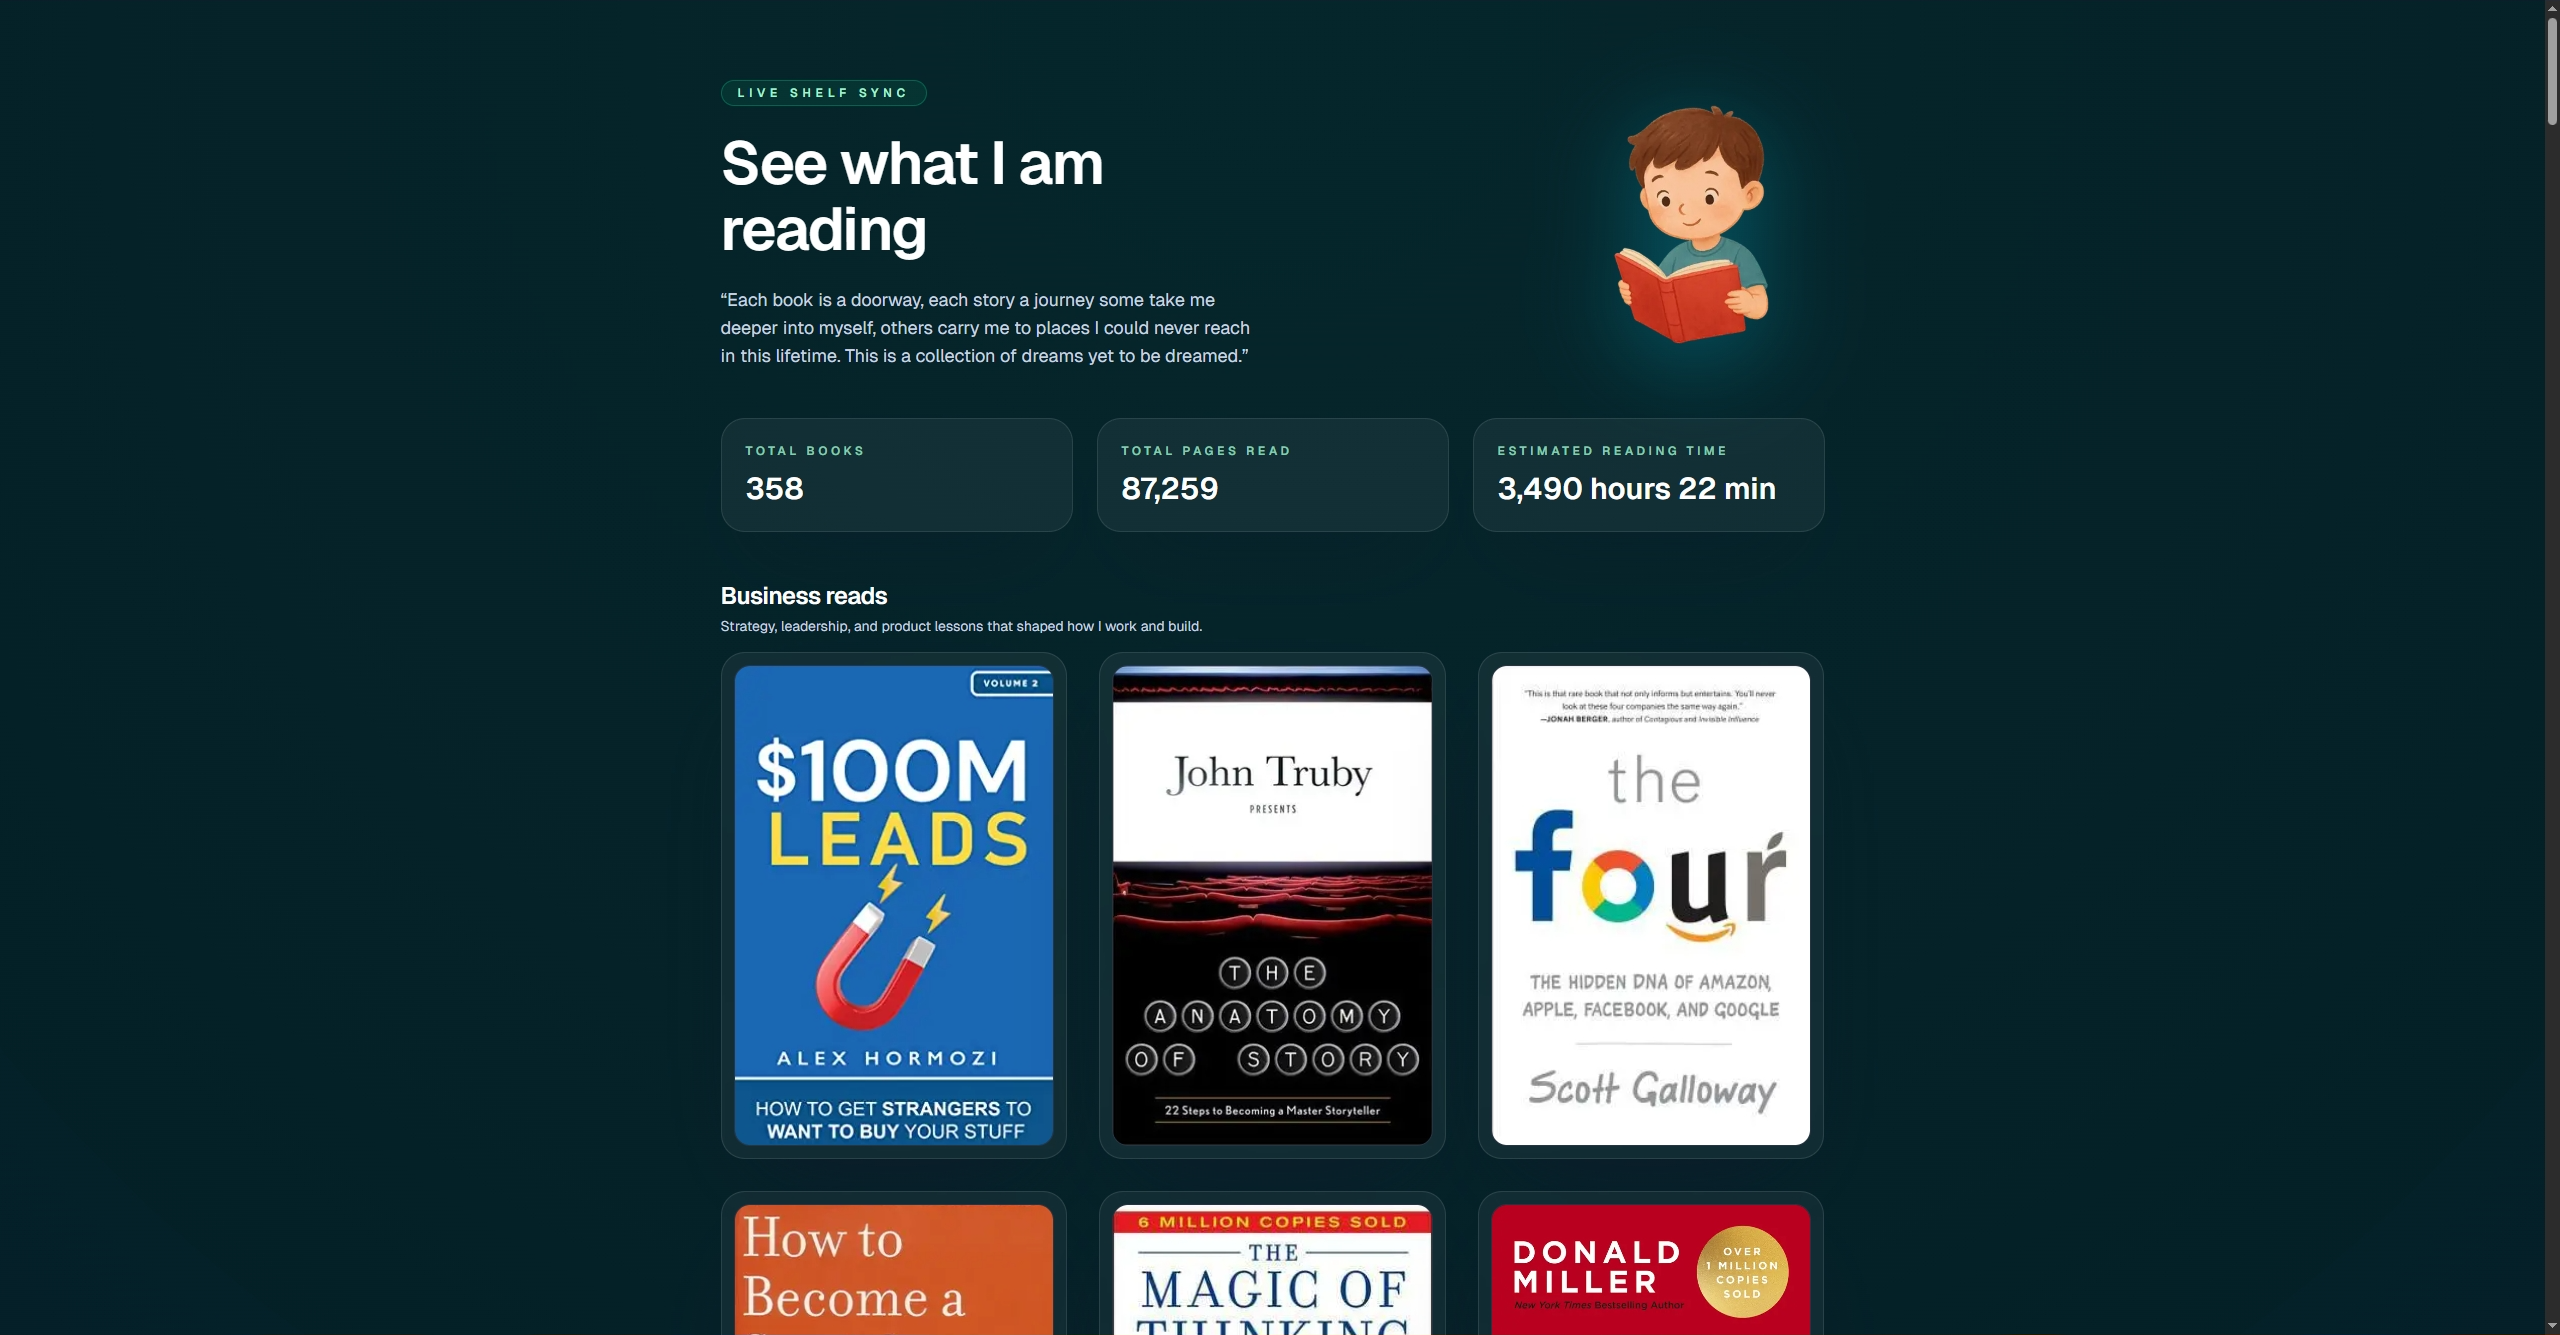 LIVE SHELF SYNC
See what I am
reading
“Each book is a doorway, each story a journey some take me
deeper into myself, others carry me to places I could never reach
in this lifetime. This is a collection of dreams yet to be dreamed.”
TOTAL BOOKS
358
TOTAL PAGES READ
87,259
ESTIMATED READING TIME
3,490 hours 22 min
Business reads
Strategy, leadership, and product lessons that shaped how I work and build.
VOLUME 2
$100M
LEADS
ALEX HORMOZI
HOW TO GET STRANGERS TO
WANT TO BUY YOUR STUFF
John Truby
PRESENTS
THE
ANATOMY
OF STORY
22 Steps to Becoming a Master Storyteller
"This is that rare book that not only informs but entertains. You'll never
look at these four companies the same way again."
—JONAH BERGER, author of Contagious and Invisible Influence
the
four
THE HIDDEN DNA OF AMAZON,
APPLE, FACEBOOK, AND GOOGLE
Scott Galloway
How to
Become a
6 MILLION COPIES SOLD
THE
MAGIC OF
THINKING
DONALD
MILLER
New York Times Bestselling Author
OVER
1 MILLION
COPIES
SOLD